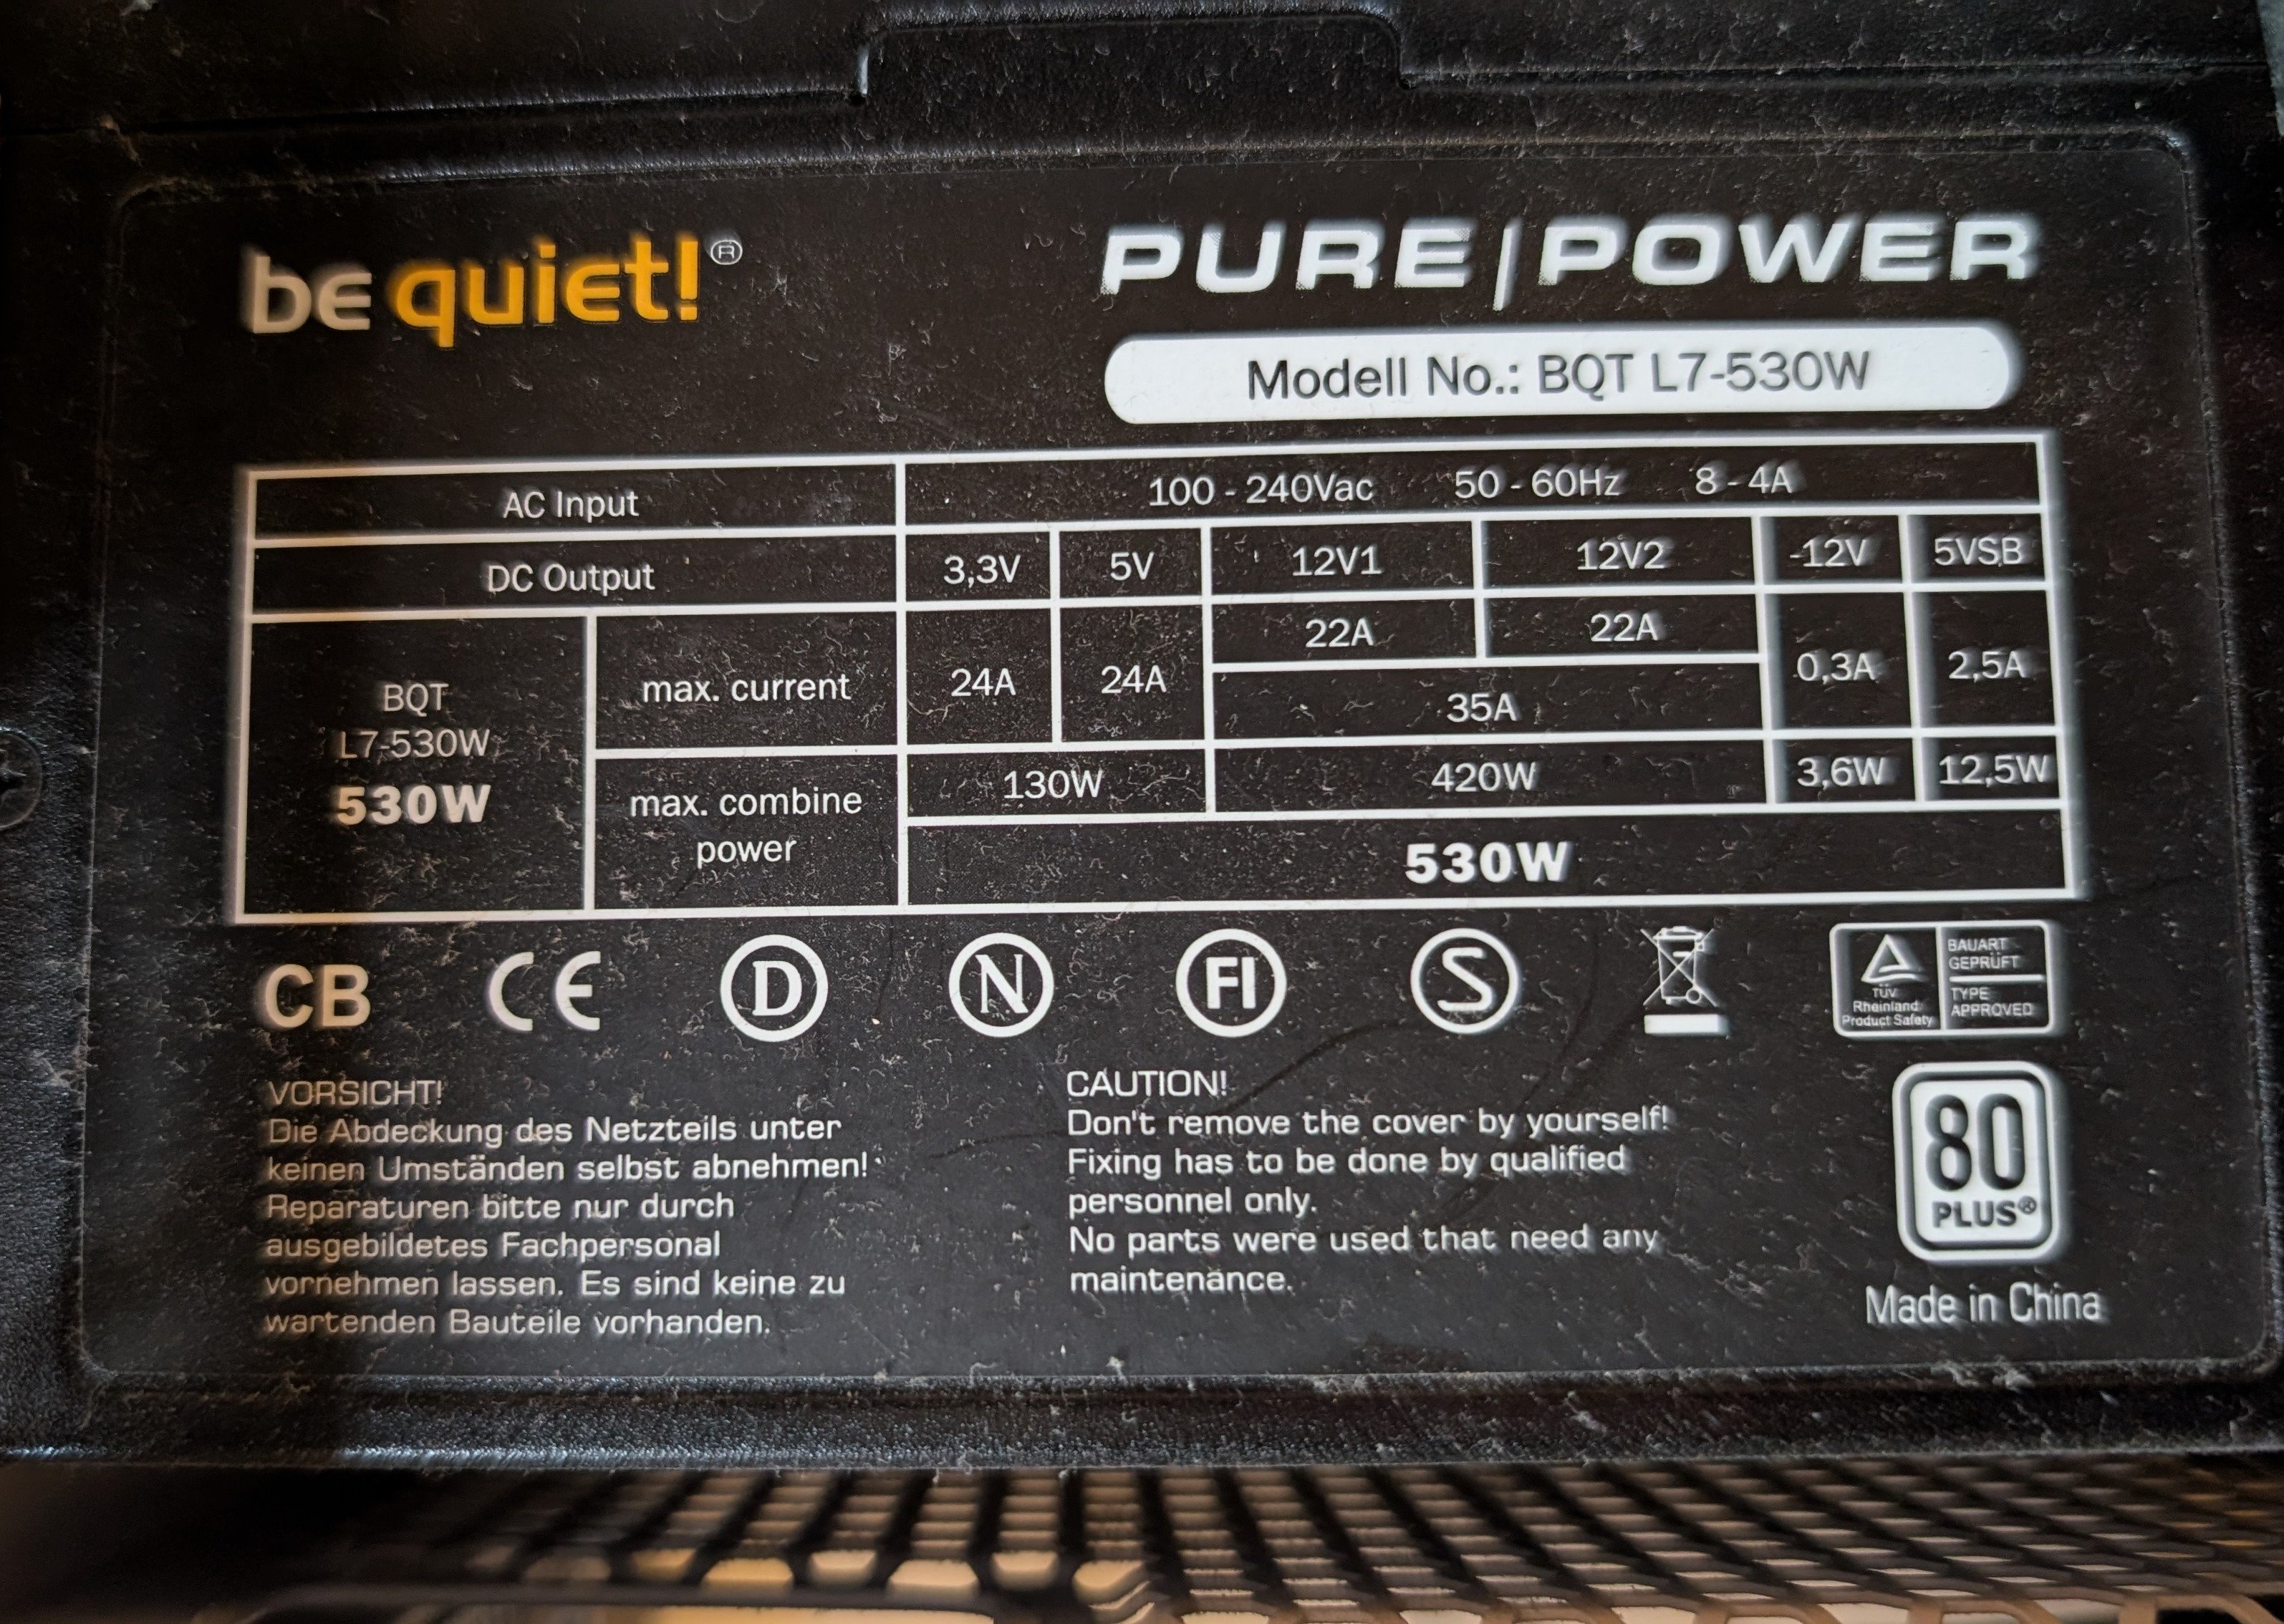 be quiet!®
PURE|POWER
Modell No.: BQT L7-530W
AC Input 100 - 240Vac 50 - 60Hz 8 - 4A
DC Output 3,3V 5V 12V1 12V2 -12V 5VSB
BQT
L7-530W
530W
max. current 24A 24A 22A 22A 0,3A 2,5A
35A
max. combine
power
130W 420W 3,6W 12,5W
530W
CB CE D N FI S
TÜV
Rheinland
Product Safety
BAUART
GEPRÜFT
TYPE
APPROVED
VORSICHT!
Die Abdeckung des Netzteils unter
keinen Umständen selbst abnehmen!
Reparaturen bitte nur durch
ausgebildetes Fachpersonal
vornehmen lassen. Es sind keine zu
wartenden Bauteile vorhanden.
CAUTION!
Don't remove the cover by yourself!
Fixing has to be done by qualified
personnel only.
No parts were used that need any
maintenance.
80
PLUS®
Made in China